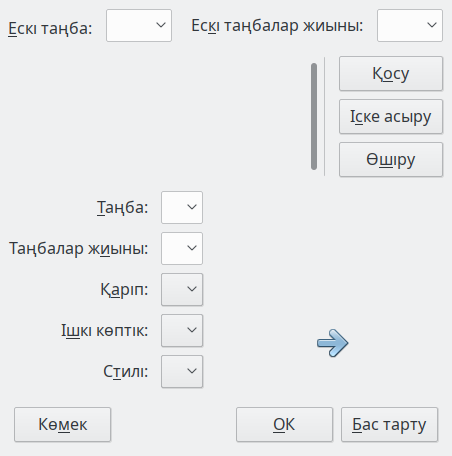 Ескі таңба: Ескі таңбалар жиыны:
Қосу
Іске асыру
Өшіру
Таңба:
Таңбалар жиыны:
Қаріп:
Ішкі көптік:
Стилі:
Көмек OK Бас тарту